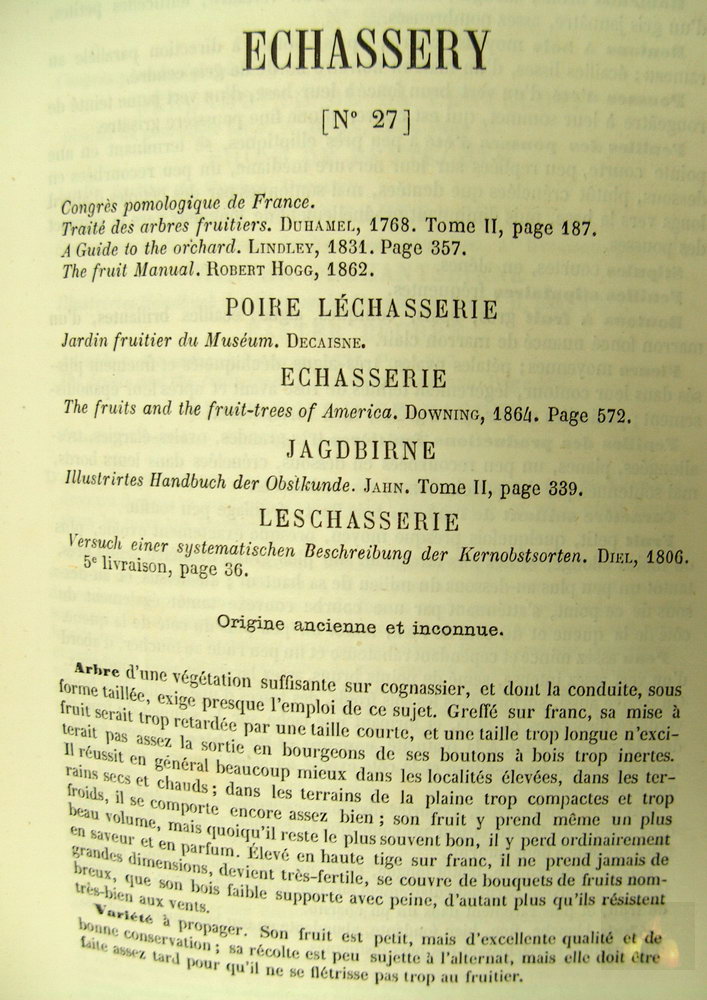 ECHASSERY
[Nº 27]
Congrès pomologique de France.
Traité des arbres fruitiers. DUHAMEL, 1768. Tome II, page 187.
A Guide to the orchard. LINDLEY, 1831. Page 357.
The fruit Manual. ROBERT HOGG, 1862.
POIRE LÉCHASSERIE
Jardin fruitier du Muséum. DECAISNE.
ECHASSERIE
The fruits and the fruit-trees of America. DOWNING, 1864. Page 572.
JAGDBIRNE
Illustrirtes Handbuch der Obstkunde. JAHN. Tome II, page 339.
LESCHASSERIE
Versuch einer systematischen Beschreibung der Kernobstsorten. DIEL, 1806.
5e livraison, page 36.
Origine ancienne et inconnue.
Arbre d'une végétation suffisante sur cognassier, et dont la conduite, sous
forme taillée, exige presque l'emploi de ce sujet. Greffé sur franc, sa mise à
fruit serait trop retardée par une taille courte, et une taille trop longue n'exci-
terait pas assez la sortie en bourgeons de ses boutons à bois trop inertes.
Il réussit en général beaucoup mieux dans les localités élevées, dans les ter-
rains secs et chauds; dans les terrains de la plaine trop compactes et trop
froids, il se comporte encore assez bien; son fruit y prend même un plus
beau volume, mais quoiqu'il reste le plus souvent bon, il y perd ordinairement
en saveur et en parfum. Élevé en haute tige sur franc, il ne prend jamais de
grandes dimensions, devient très-fertile, se couvre de bouquets de fruits nom-
breux, que son bois faible supporte avec peine, d'autant plus qu'ils résistent
très-bien aux vents.
Variété à propager. Son fruit est petit, mais d'excellente qualité et de
bonne conservation; sa récolte est peu sujette à l'alternat, mais elle doit être
faite assez tard pour qu'il ne se flétrisse pas trop au fruitier.